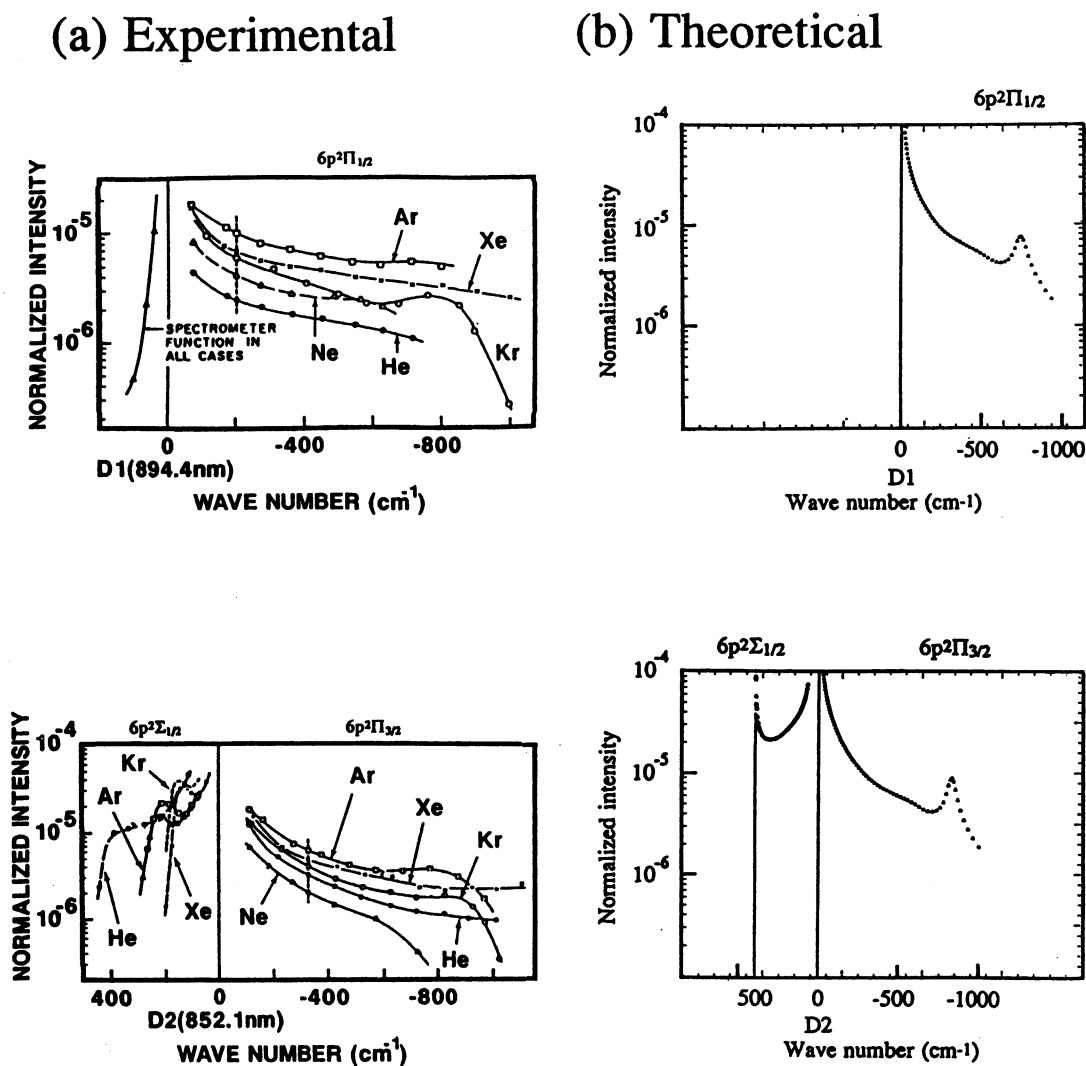 (a) Experimental
(b) Theoretical
6p²Π1/2
NORMALIZED INTENSITY
10-5
10-6
Ar
Xe
SPECTROMETER
FUNCTION IN
ALL CASES
Ne
He
Kr
0
-400
-800
D1(894.4nm)
WAVE NUMBER (cm-1)
6p²Π1/2
Normalized intensity
10-4
10-5
10-6
0
-500
-1000
D1
Wave number (cm-1)
6p²Σ1/2
6p²Π3/2
NORMALIZED INTENSITY
10-4
10-5
10-6
Kr
Ar
He
Xe
Ar
Xe
Kr
Ne
He
400
0
-400
-800
D2(852.1nm)
WAVE NUMBER (cm-1)
6p²Σ1/2
6p²Π3/2
Normalized intensity
10-4
10-5
10-6
500
0
-500
-1000
D2
Wave number (cm-1)